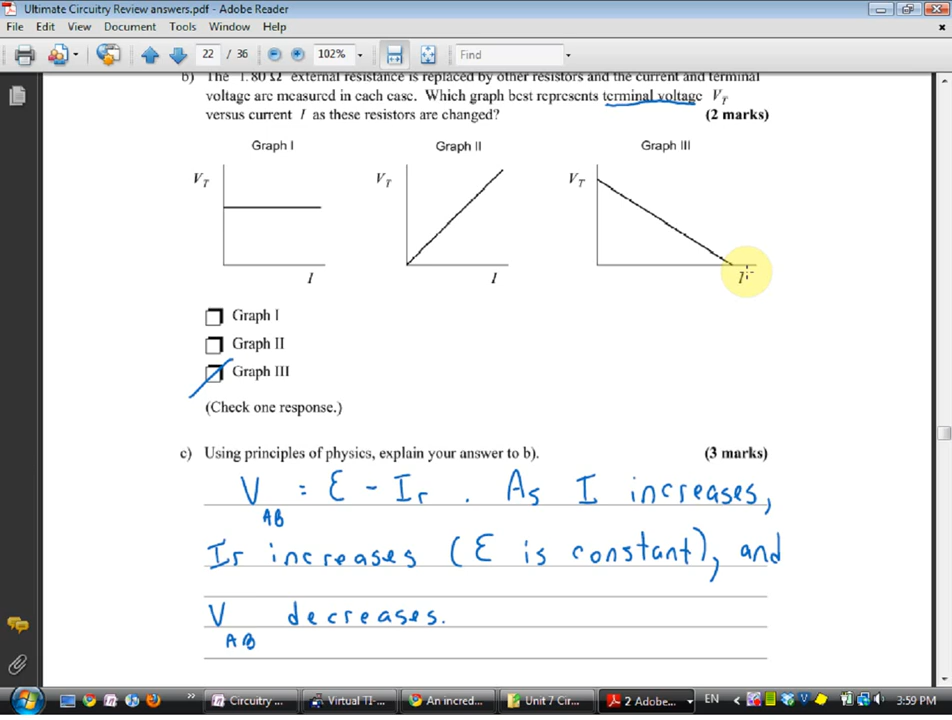 Ultimate Circuitry Review answers.pdf - Adobe Reader
File Edit View Document Tools Window Help
22 / 36 102% Find
b) The 1.80 Ω external resistance is replaced by other resistors and the current and terminal
voltage are measured in each case. Which graph best represents terminal voltage V_T
versus current I as these resistors are changed? (2 marks)
Graph I Graph II Graph III
V_T V_T V_T
I I I
Graph I
Graph II
Graph III
(Check one response.)
c) Using principles of physics, explain your answer to b). (3 marks)
V_AB = Ɛ - Ir . As I increases,
Ir increases (Ɛ is constant), and
V_AB decreases.
» Circuitry ... Virtual TI-... An incred... Unit 7 Cir... 2 Adobe... EN 3:59 PM